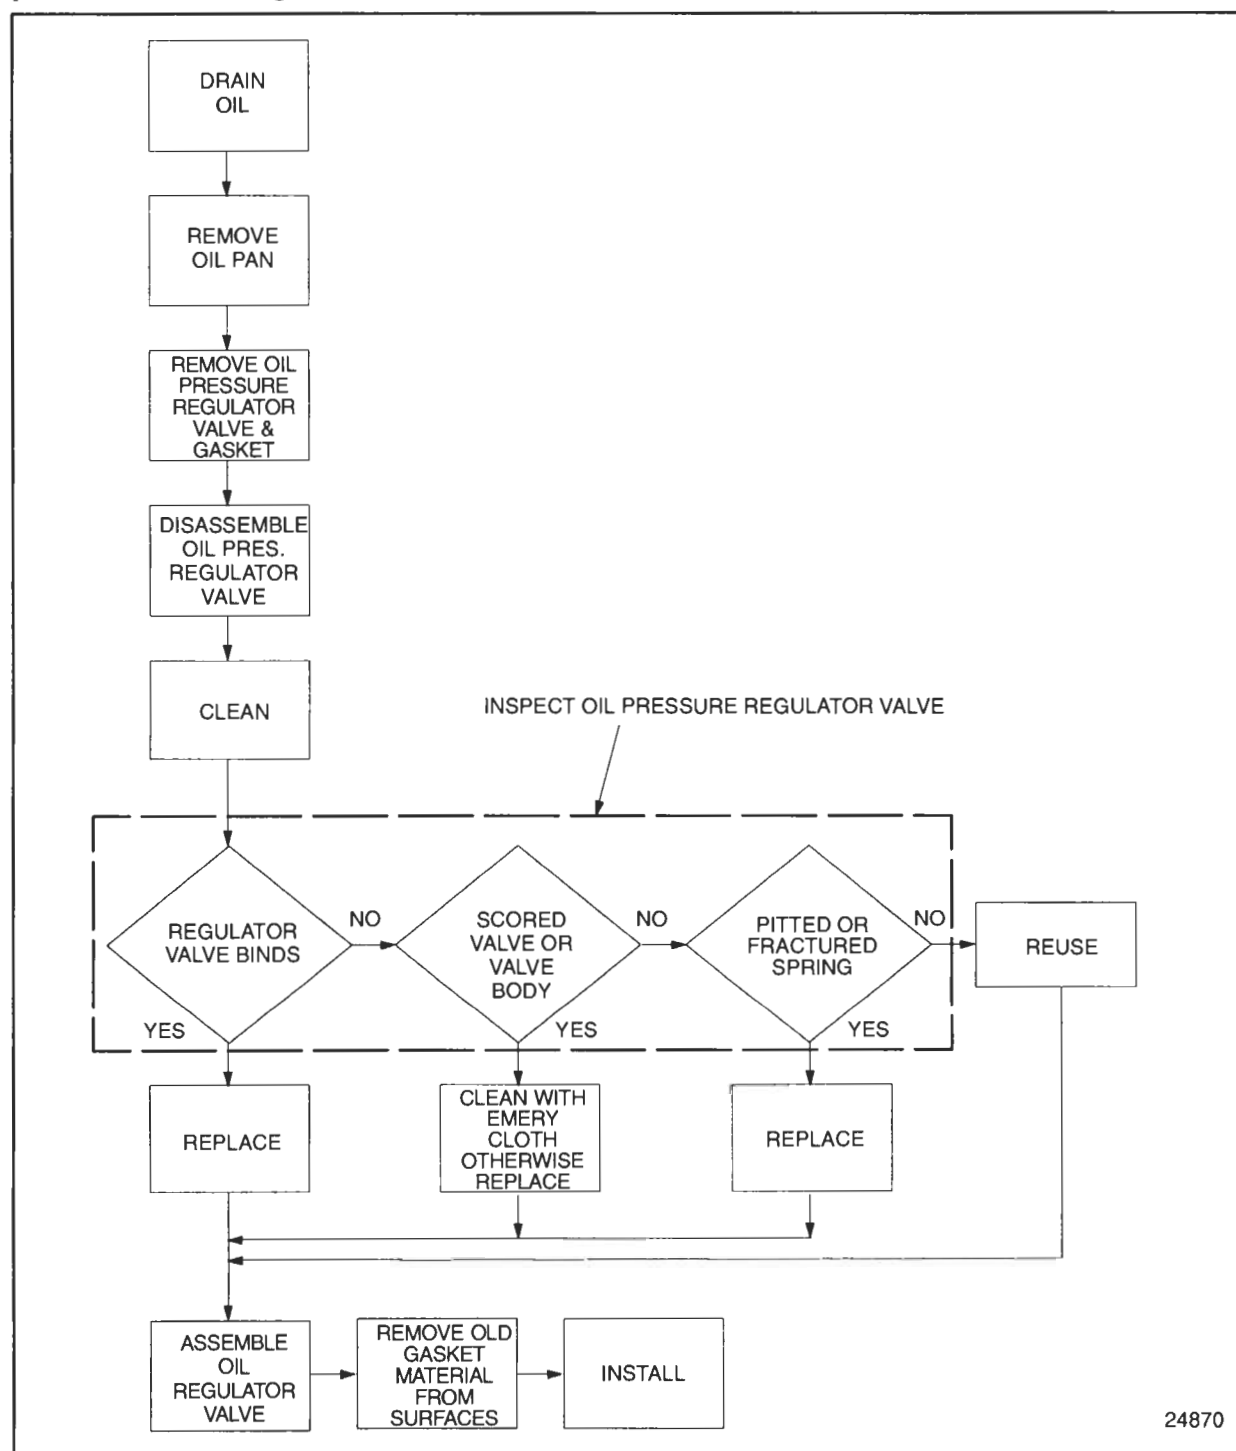 DRAIN
OIL
REMOVE
OIL PAN
REMOVE OIL
PRESSURE
REGULATOR
VALVE &
GASKET
DISASSEMBLE
OIL PRES.
REGULATOR
VALVE
CLEAN
INSPECT OIL PRESSURE REGULATOR VALVE
REGULATOR
VALVE BINDS
NO
YES
SCORED
VALVE OR
VALVE
BODY
NO
YES
PITTED OR
FRACTURED
SPRING
NO
YES
REUSE
REPLACE
CLEAN WITH
EMERY
CLOTH
OTHERWISE
REPLACE
REPLACE
ASSEMBLE
OIL
REGULATOR
VALVE
REMOVE OLD
GASKET
MATERIAL
FROM
SURFACES
INSTALL
24870